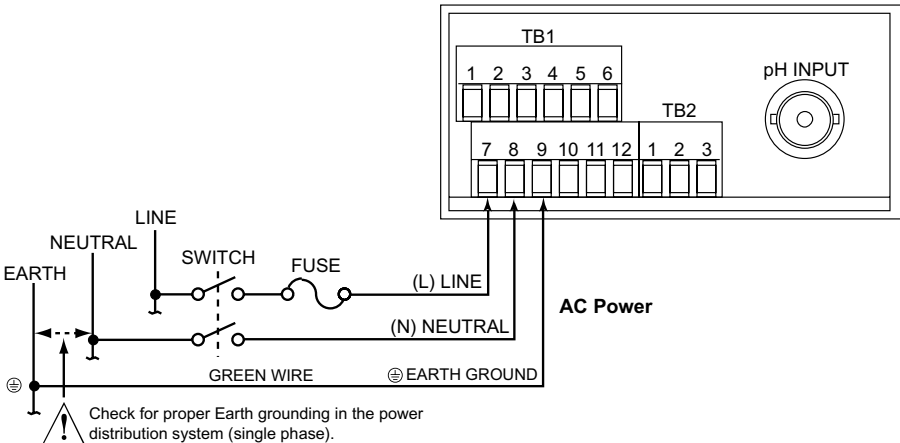 TB1
1 2 3 4 5 6
pH INPUT
TB2
7 8 9 10 11 12 1 2 3
LINE
NEUTRAL
EARTH
SWITCH
FUSE
(L) LINE
AC Power
(N) NEUTRAL
GREEN WIRE
EARTH GROUND
! Check for proper Earth grounding in the power
distribution system (single phase).